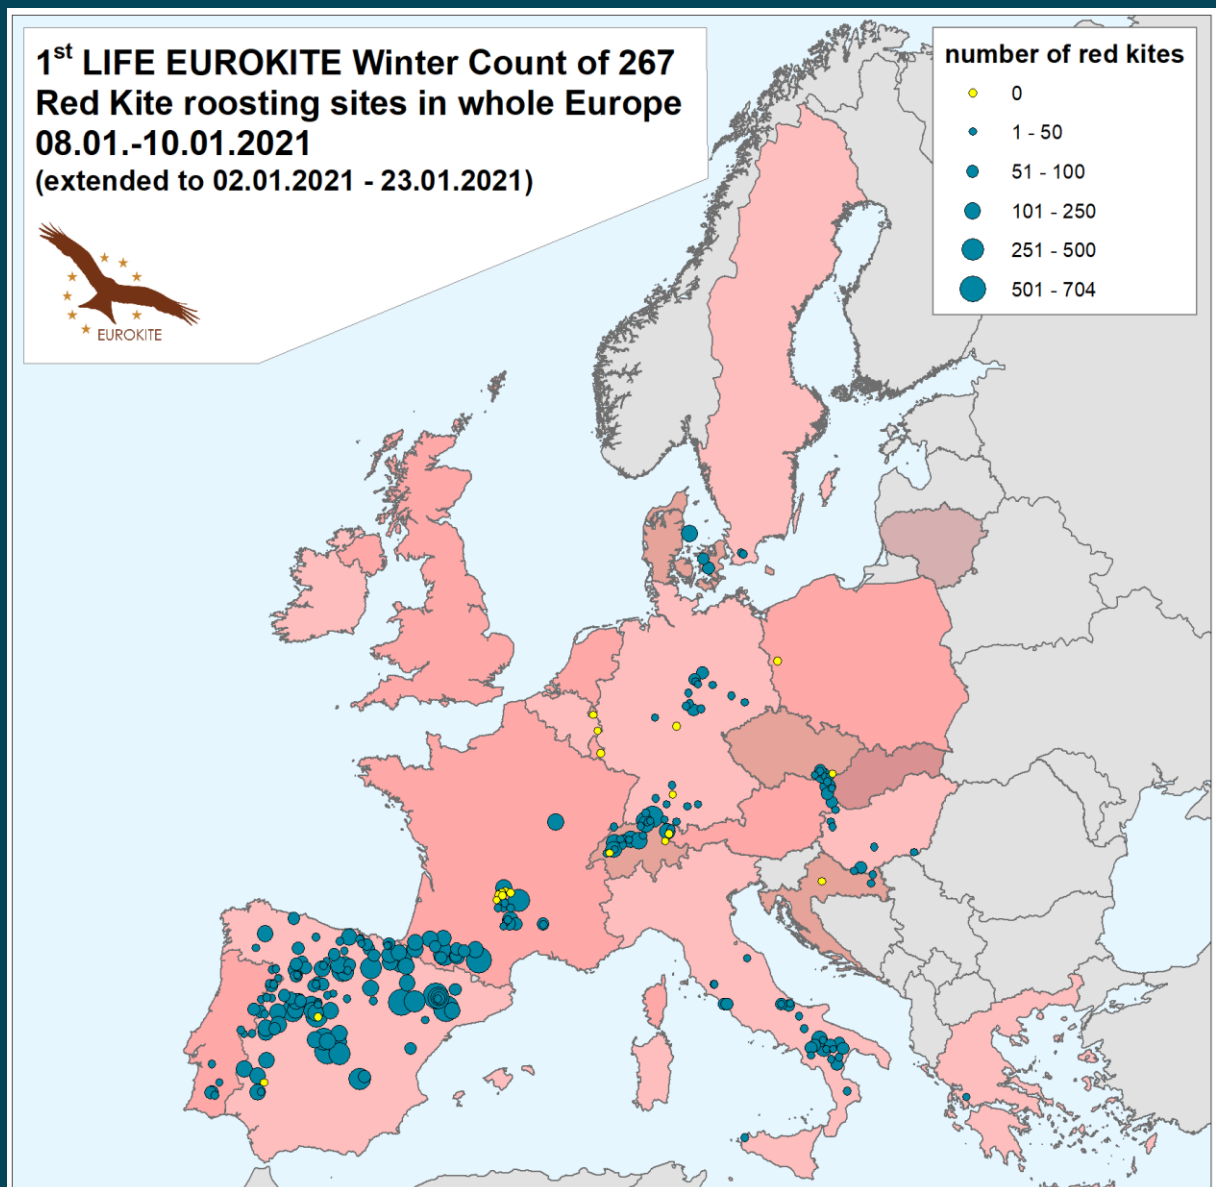 1st LIFE EUROKITE Winter Count of 267
Red Kite roosting sites in whole Europe
08.01.-10.01.2021
(extended to 02.01.2021 - 23.01.2021)
EUROKITE
number of red kites
0
1 - 50
51 - 100
101 - 250
251 - 500
501 - 704